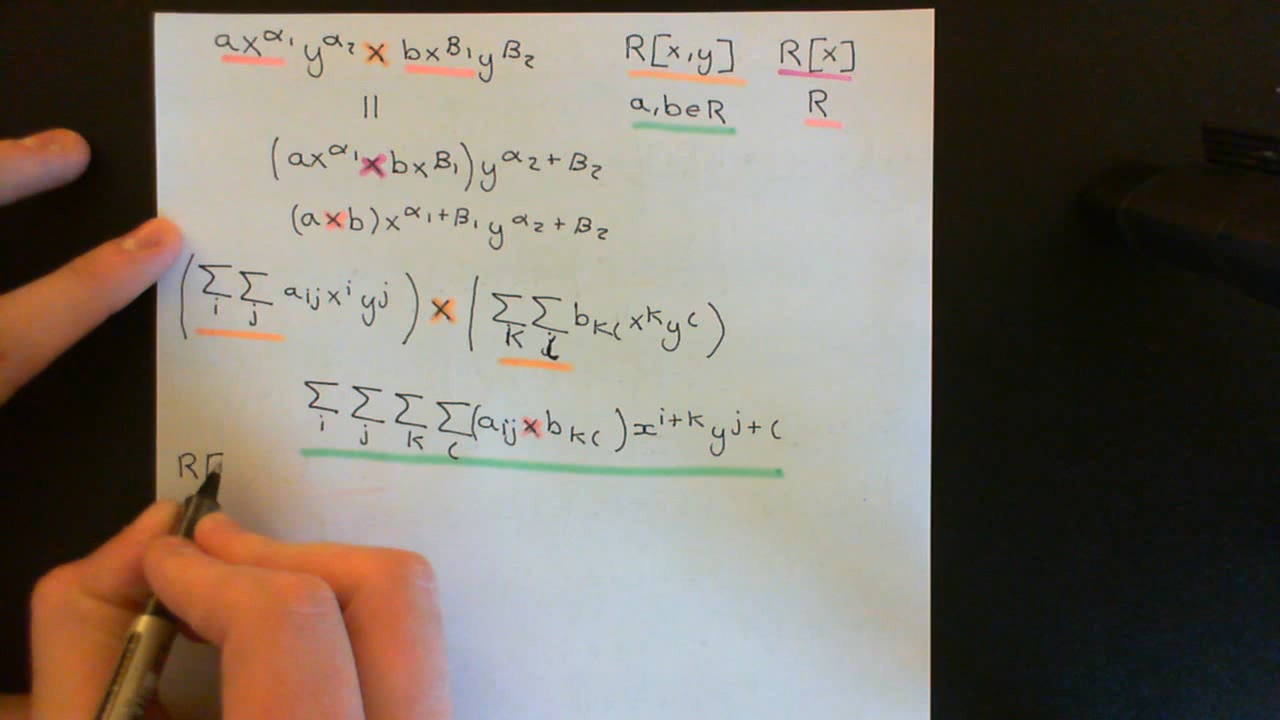 ax^α₁ y^α₂ × bx^β₁ y^β₂ R[x,y] R[x]
= a,b∈R R
(ax^α₁ × bx^β₁) y^α₂+β₂
(a×b) x^α₁+β₁ y^α₂+β₂
(∑_i ∑_j a_ij x^i y^j) × (∑_k ∑_l b_kl x^k y^l)
∑_i ∑_j ∑_k ∑_l (a_ij × b_kl) x^i+k y^j+l
R[